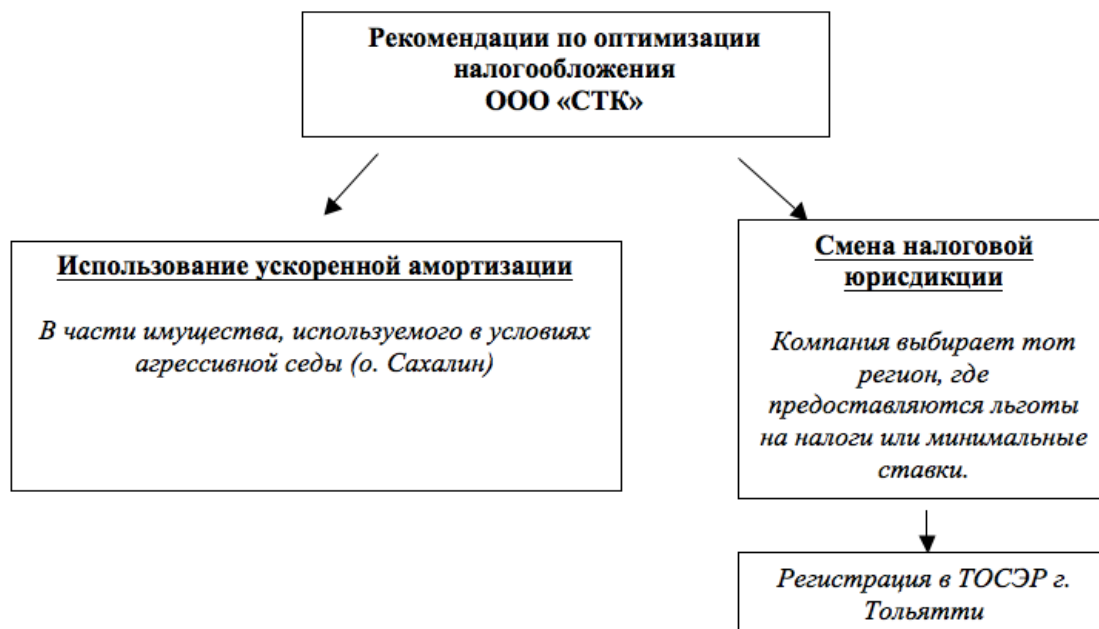 Рекомендации по оптимизации
налогообложения
ООО «СТК»
Использование ускоренной амортизации
В части имущества, используемого в условиях
агрессивной седы (о. Сахалин)
Смена налоговой
юрисдикции
Компания выбирает тот
регион, где
предоставляются льготы
на налоги или минимальные
ставки.
Регистрация в ТОСЭР г.
Тольятти